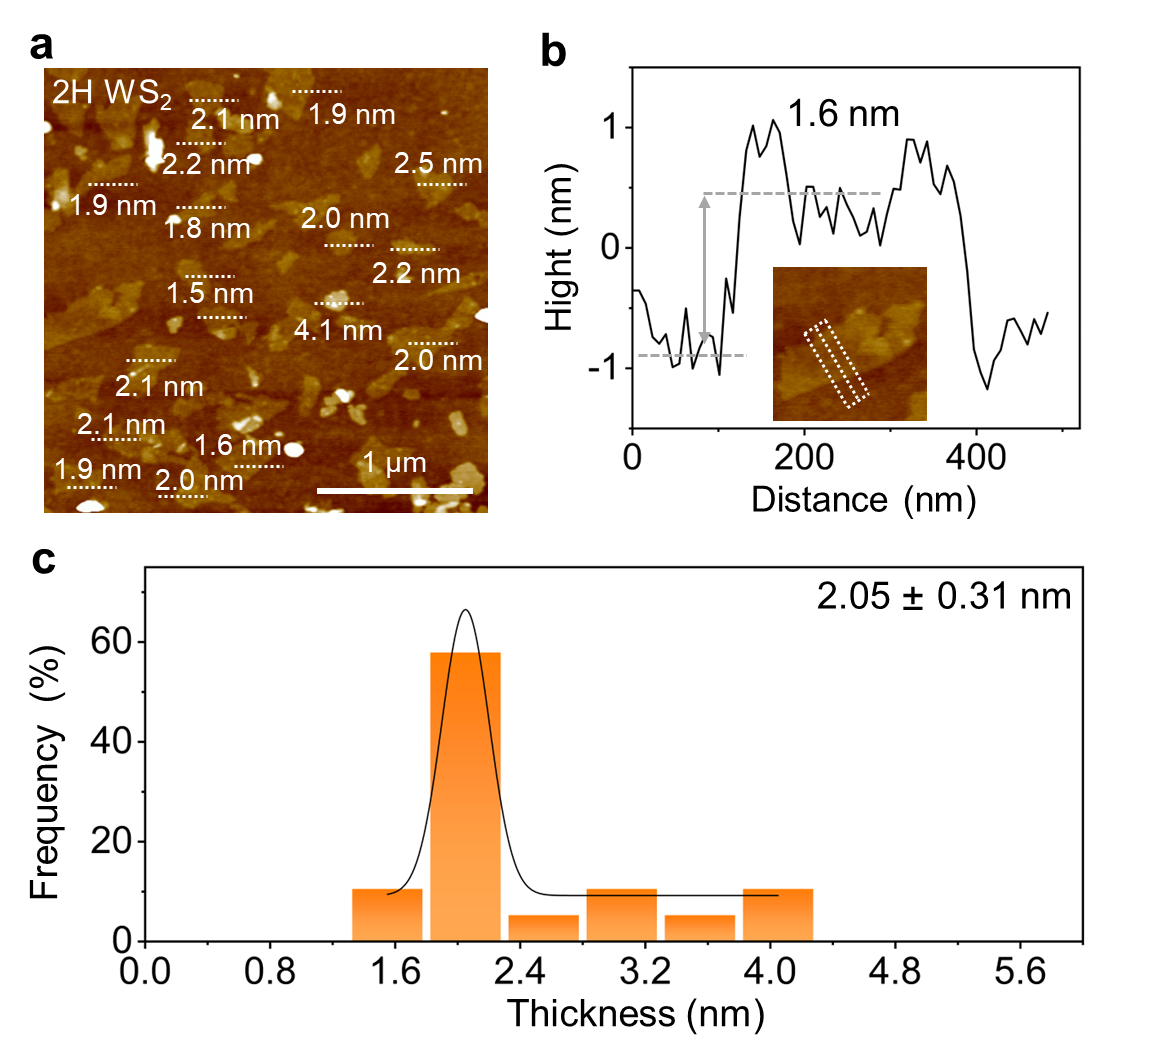 a
2H WS₂
2.1 nm
1.9 nm
2.2 nm
2.5 nm
1.9 nm
1.8 nm
2.0 nm
2.2 nm
1.5 nm
4.1 nm
2.0 nm
2.1 nm
2.1 nm
1.6 nm
1.9 nm
2.0 nm
1 μm
b
Hight (nm)
1
0
-1
1.6 nm
0 200 400
Distance (nm)
c
Frequency (%)
60
40
20
0
2.05 ± 0.31 nm
0.0 0.8 1.6 2.4 3.2 4.0 4.8 5.6
Thickness (nm)